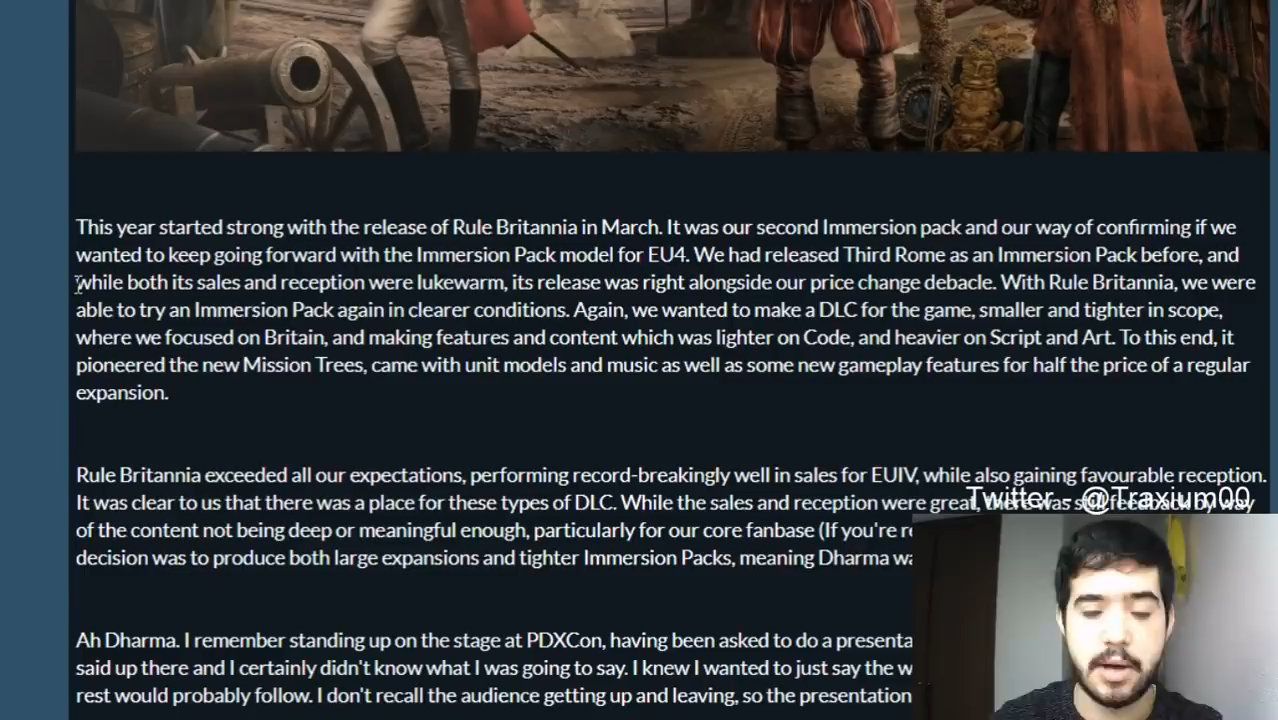 This year started strong with the release of Rule Britannia in March. It was our second Immersion pack and our way of confirming if we
wanted to keep going forward with the Immersion Pack model for EU4. We had released Third Rome as an Immersion Pack before, and
while both its sales and reception were lukewarm, its release was right alongside our price change debacle. With Rule Britannia, we were
able to try an Immersion Pack again in clearer conditions. Again, we wanted to make a DLC for the game, smaller and tighter in scope,
where we focused on Britain, and making features and content which was lighter on Code, and heavier on Script and Art. To this end, it
pioneered the new Mission Trees, came with unit models and music as well as some new gameplay features for half the price of a regular
expansion.
Rule Britannia exceeded all our expectations, performing record-breakingly well in sales for EUIV, while also gaining favourable reception.
It was clear to us that there was a place for these types of DLC. While the sales and reception were great, there was still feedback by way
Twitter - @Traxium00
of the content not being deep or meaningful enough, particularly for our core fanbase (If you're
decision was to produce both large expansions and tighter Immersion Packs, meaning Dharma
Ah Dharma. I remember standing up on the stage at PDXCon, having been asked to do a
said up there and I certainly didn't know what I was going to say. I knew I wanted to just say the
rest would probably follow. I don't recall the audience getting up and leaving, so the presentation